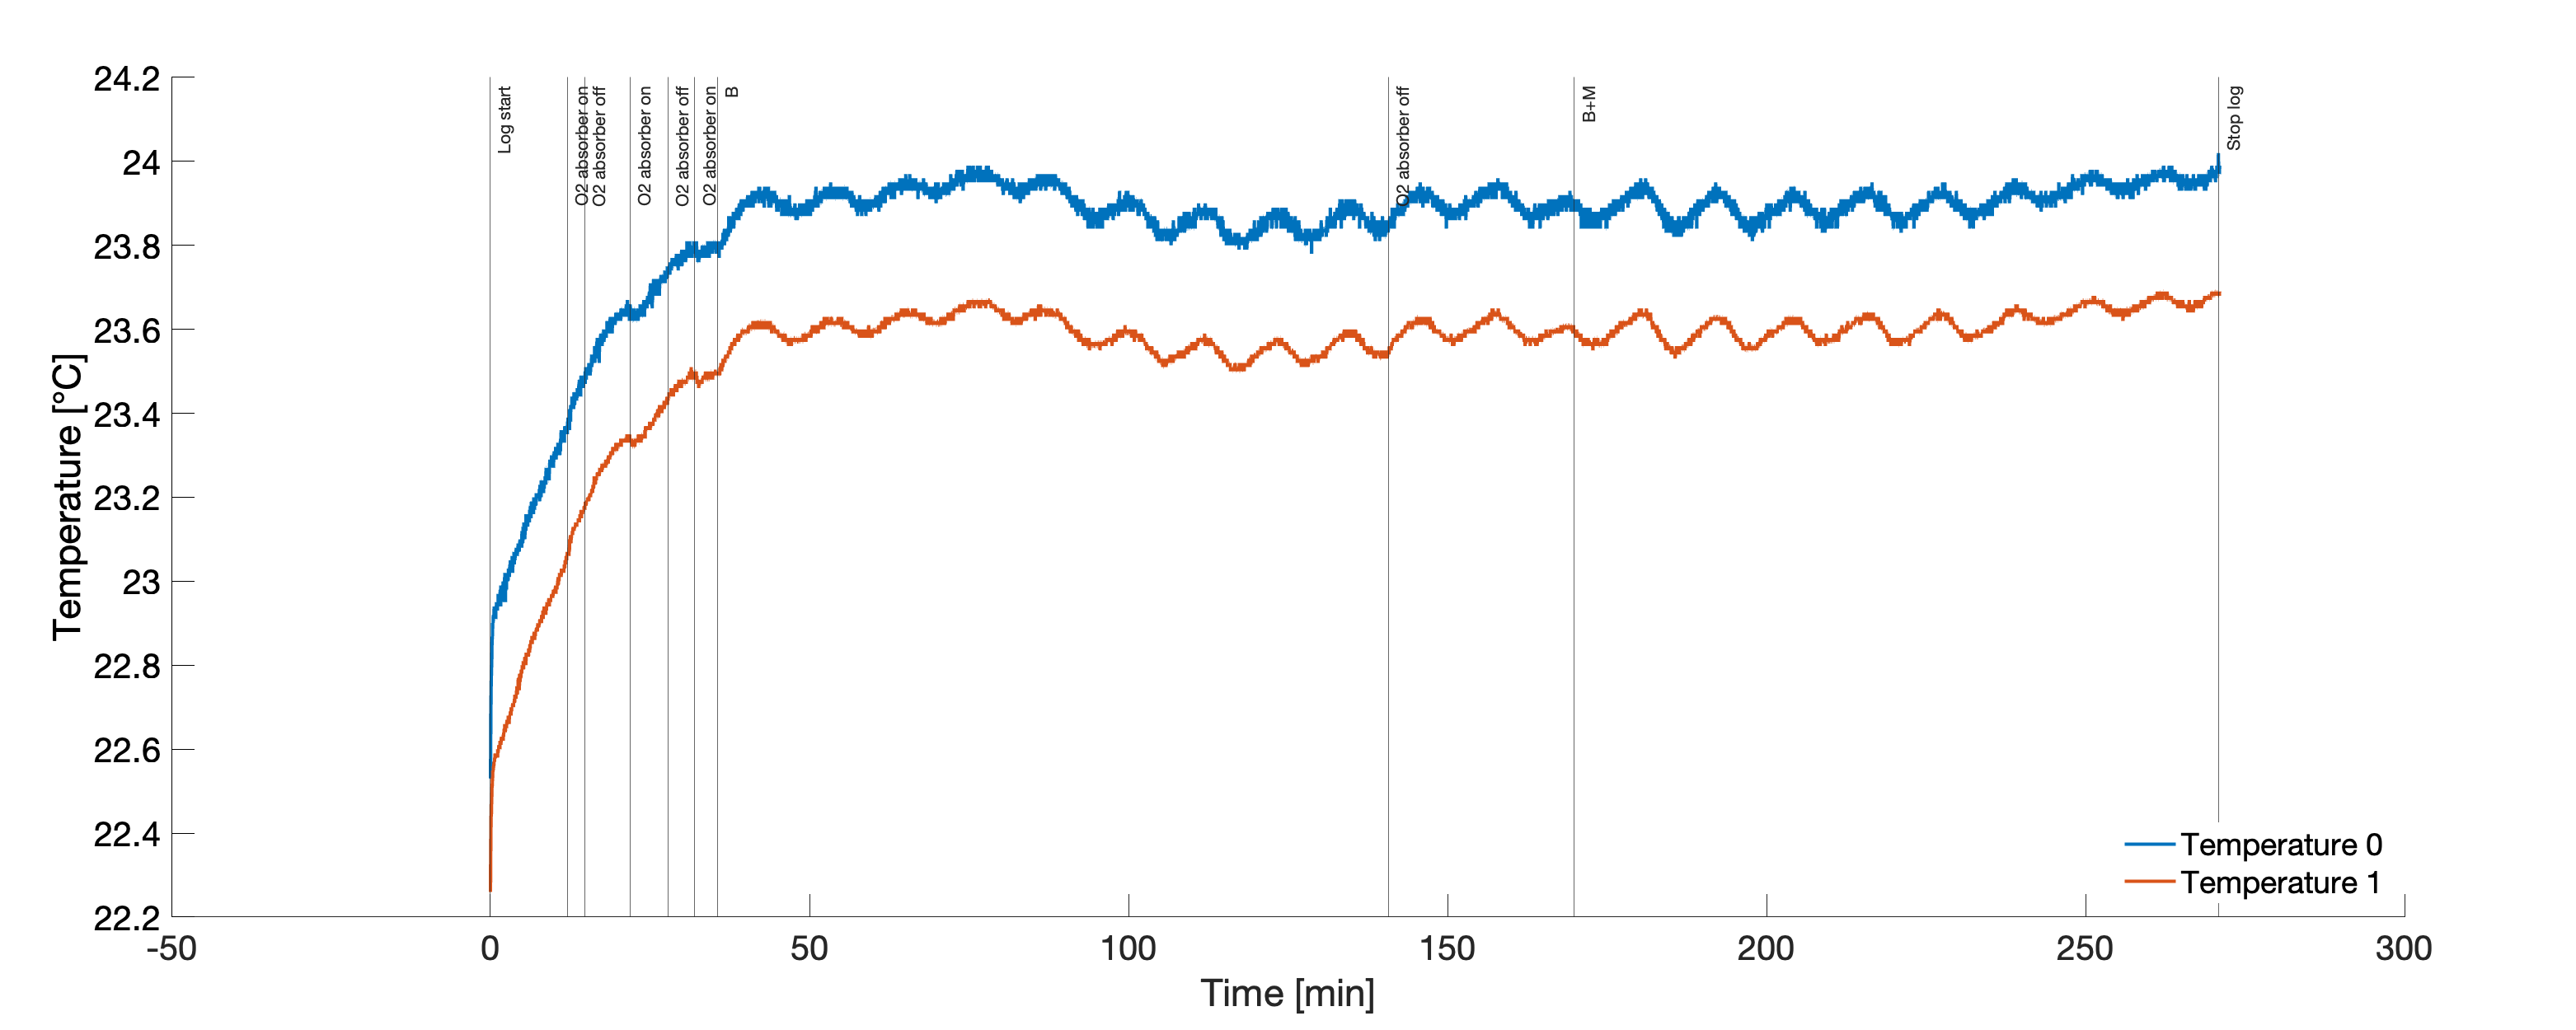 24.2
24
23.8
23.6
23.4
23.2
23
22.8
22.6
22.4
22.2
Temperature [°C]
Log start
O2 absorber on
O2 absorber off
O2 absorber on
O2 absorber off
O2 absorber on
B
O2 absorber off
B+M
Stop log
Temperature 0
Temperature 1
-50
0
50
100
150
200
250
300
Time [min]